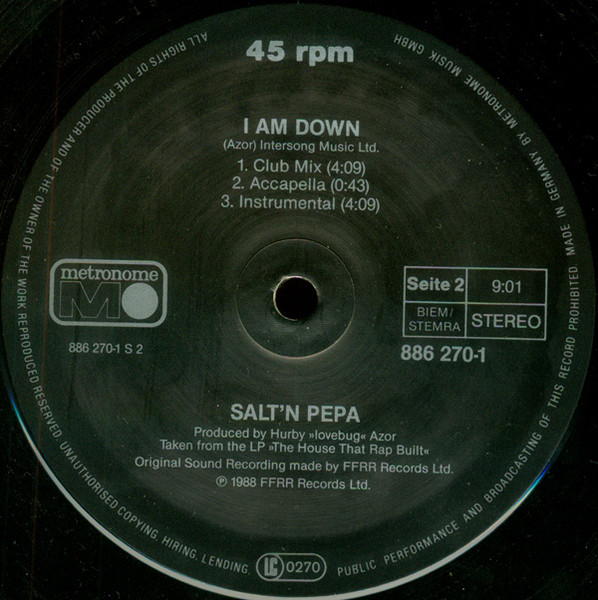 45 rpm
I AM DOWN
(Azor) Intersong Music Ltd.
1. Club Mix (4:09)
2. Accapella (0:43)
3. Instrumental (4:09)
metronome
M
886 270-1 S 2
Seite 2
9:01
BIEM/
STEMRA
STEREO
886 270-1
SALT'N PEPA
Produced by Hurby »lovebug« Azor
Taken from the LP »The House That Rap Built«
Original Sound Recording made by FFRR Records Ltd.
℗ 1988 FFRR Records Ltd.
ALL RIGHTS OF THE PRODUCER AND OF THE OWNER OF THE WORK REPRODUCED RESERVED. UNAUTHORISED COPYING, HIRING, LENDING, PUBLIC PERFORMANCE AND BROADCASTING OF THIS RECORD PROHIBITED. MADE IN GERMANY BY METRONOME MUSIK GMBH
LC 0270